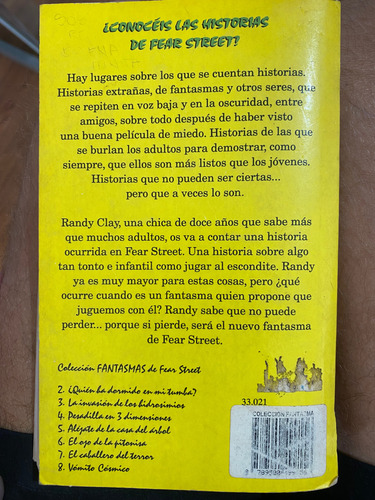 ¿CONOCÉIS LAS HISTORIAS
DE FEAR STREET?
Hay lugares sobre los que se cuentan historias.
Historias extrañas, de fantasmas y otros seres, que
se repiten en voz baja y en la oscuridad, entre
amigos, sobre todo después de haber visto
una buena película de miedo. Historias de las que
se burlan los adultos para demostrar, como
siempre, que ellos son más listos que los jóvenes.
Historias que no pueden ser ciertas...
pero que a veces lo son.
Randy Clay, una chica de doce años que sabe más
que muchos adultos, os va a contar una historia
ocurrida en Fear Street. Una historia sobre algo
tan tonto e infantil como jugar al escondite. Randy
ya es muy mayor para estas cosas, pero ¿qué
ocurre cuando es un fantasma quien propone que
juguemos con él? Randy sabe que no puede
perder... porque si pierde, será el nuevo fantasma
de Fear Street.
Colección FANTASMAS de Fear Street
2. ¿Quién ha dormido en mi tumba?
3. La invasión de los hidrosimios
4. Pesadilla en 3 dimensiones
5. Aléjate de la casa del árbol
6. El ojo de la pitonisa
7. El caballero del terror
8. Vómito Cósmico
33.021
COLECCIÓN FANTASMA